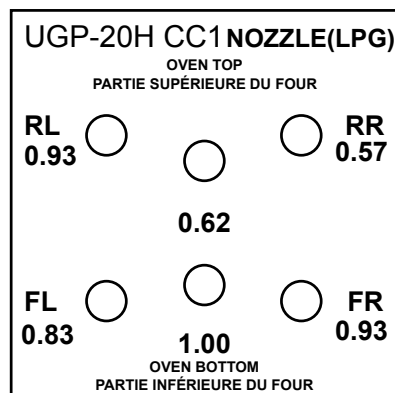 UGP-20H CC1 NOZZLE(LPG)
OVEN TOP
PARTIE SUPÉRIEURE DU FOUR
RL RR
0.93 0.57
0.62
FL FR
0.83 0.93
1.00
OVEN BOTTOM
PARTIE INFÉRIEURE DU FOUR